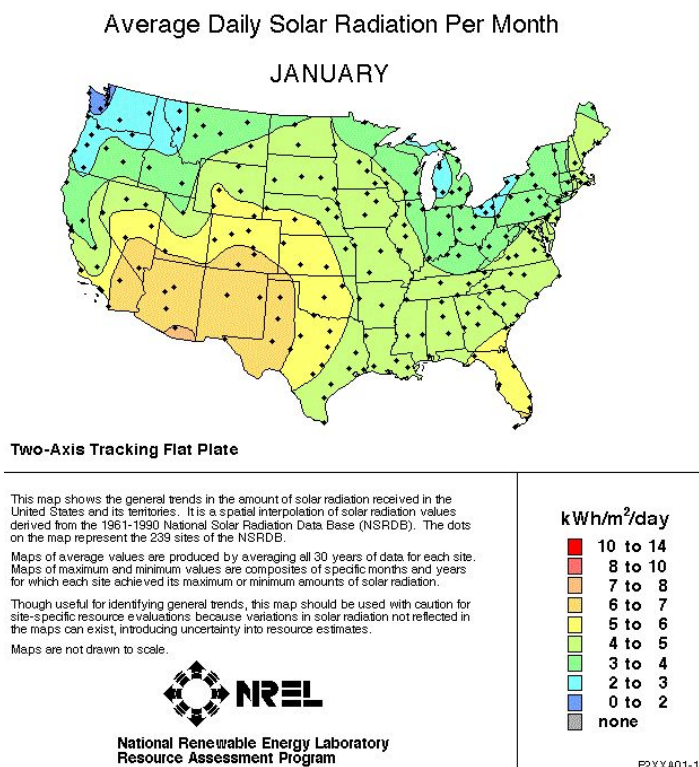 Average Daily Solar Radiation Per Month
JANUARY
Two-Axis Tracking Flat Plate
This map shows the general trends in the amount of solar radiation received in the
United States and its territories. It is a spatial interpolation of solar radiation values
derived from the 1961-1990 National Solar Radiation Data Base (NSRDB). The dots
on the map represent the 239 sites of the NSRDB.
Maps of average values are produced by averaging all 30 years of data for each site.
Maps of maximum and minimum values are composites of specific months and years
for which each site achieved its maximum or minimum amounts of solar radiation.
Though useful for identifying general trends, this map should be used with caution for
site-specific resource evaluations because variations in solar radiation not reflected in
the maps can exist, introducing uncertainty into resource estimates.
Maps are not drawn to scale.
NREL
National Renewable Energy Laboratory
Resource Assessment Program
kWh/m²/day
10 to 14
8 to 10
7 to 8
6 to 7
5 to 6
4 to 5
3 to 4
2 to 3
0 to 2
none